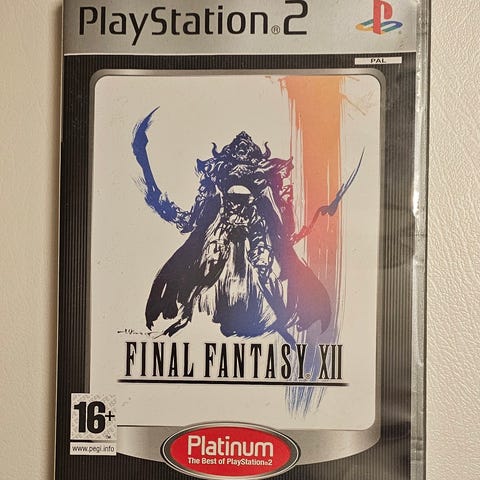 PlayStation®2
PAL
FINAL FANTASY® XII
16+
www.pegi.info
Platinum
The Best of PlayStation®2